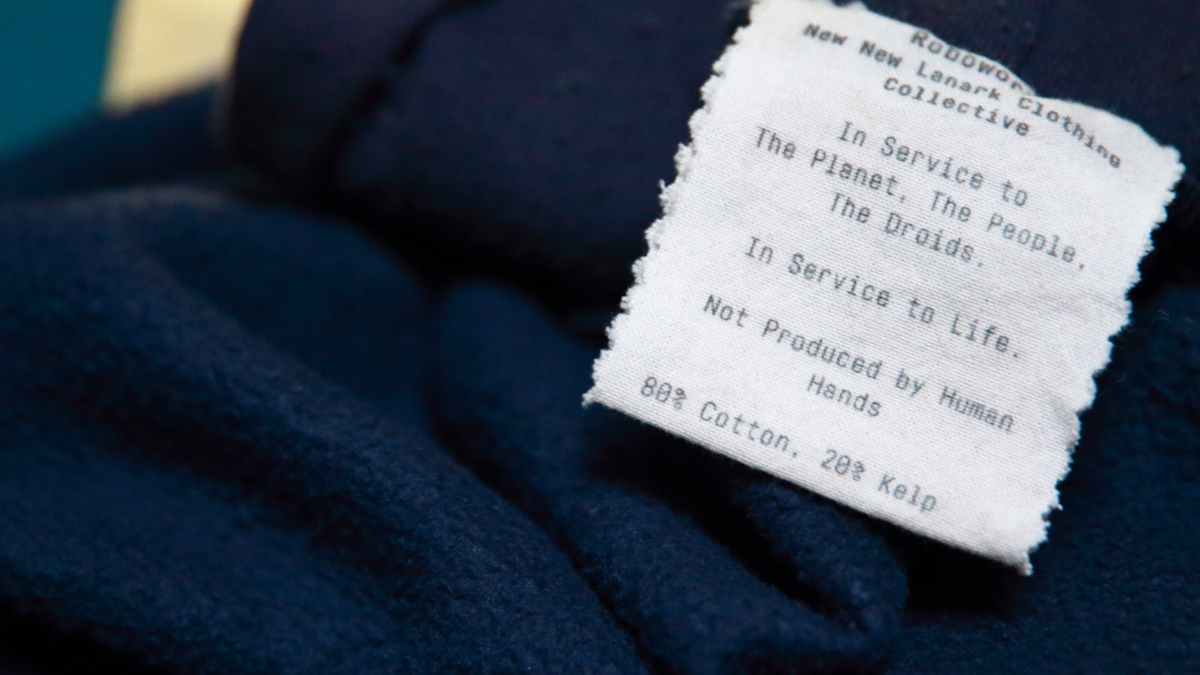 New New Lanark Clothing
Collective
In Service to
The Planet, The People,
The Droids.
In Service to Life.
Not Produced by Human
Hands
80% Cotton, 20% Kelp